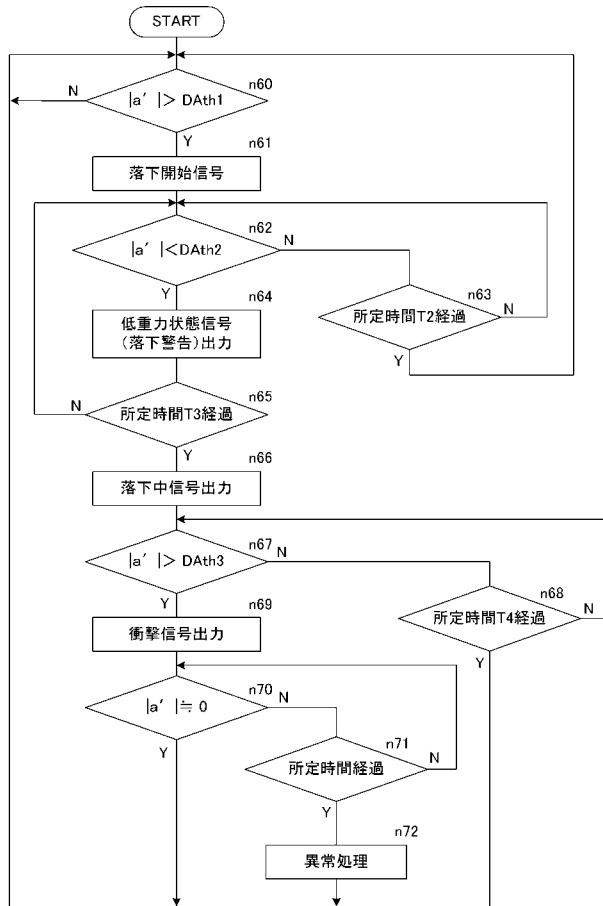 START
n60
N
|a′|> DAth1
Y
n61
落下開始信号
n62
|a′|<DAth2
N
Y
n64
n63
低重力状態信号
（落下警告）出力
所定時間T2経過
N
Y
n65
N
所定時間T3経過
Y
n66
落下中信号出力
n67
N
|a′|> DAth3
Y
n68
n69
所定時間T4経過
N
衝撃信号出力
Y
n70
N
|a′|≒ 0
Y
n71
所定時間経過
N
Y
n72
異常処理